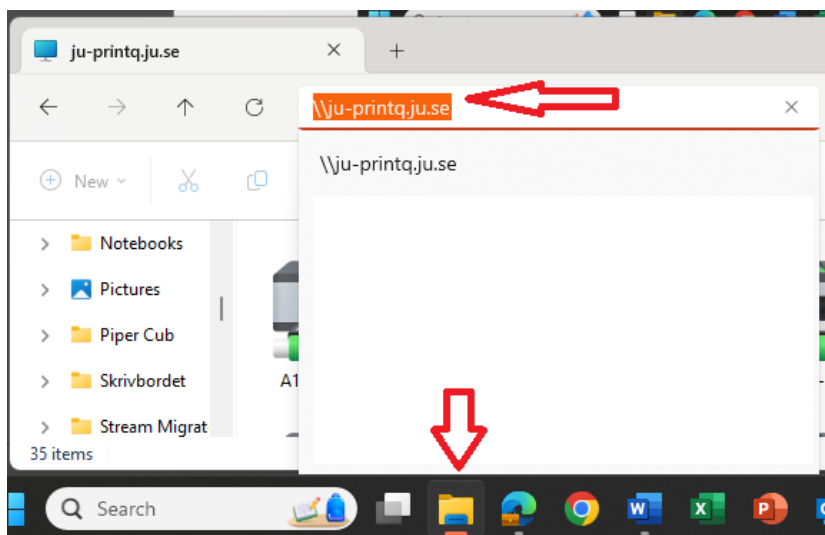 ju-printq.ju.se
\\ju-printq.ju.se
\\ju-printq.ju.se
New
Notebooks
Pictures
Piper Cub
Skrivbordet
A1
Stream Migrat
35 items
Search